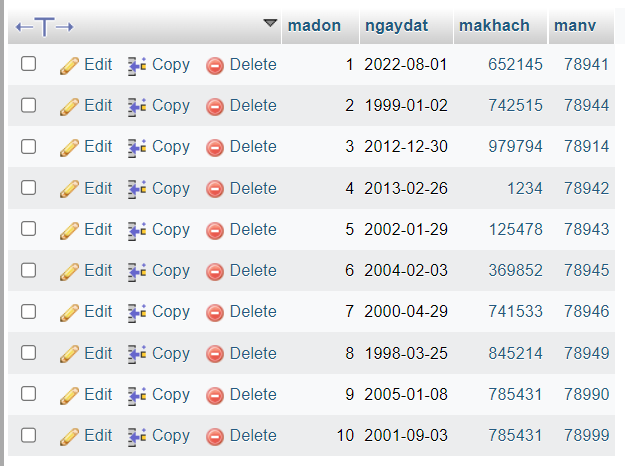 madon ngaydat makhach manv
Edit Copy Delete 1 2022-08-01 652145 78941
Edit Copy Delete 2 1999-01-02 742515 78944
Edit Copy Delete 3 2012-12-30 979794 78914
Edit Copy Delete 4 2013-02-26 1234 78942
Edit Copy Delete 5 2002-01-29 125478 78943
Edit Copy Delete 6 2004-02-03 369852 78945
Edit Copy Delete 7 2000-04-29 741533 78946
Edit Copy Delete 8 1998-03-25 845214 78949
Edit Copy Delete 9 2005-01-08 785431 78990
Edit Copy Delete 10 2001-09-03 785431 78999